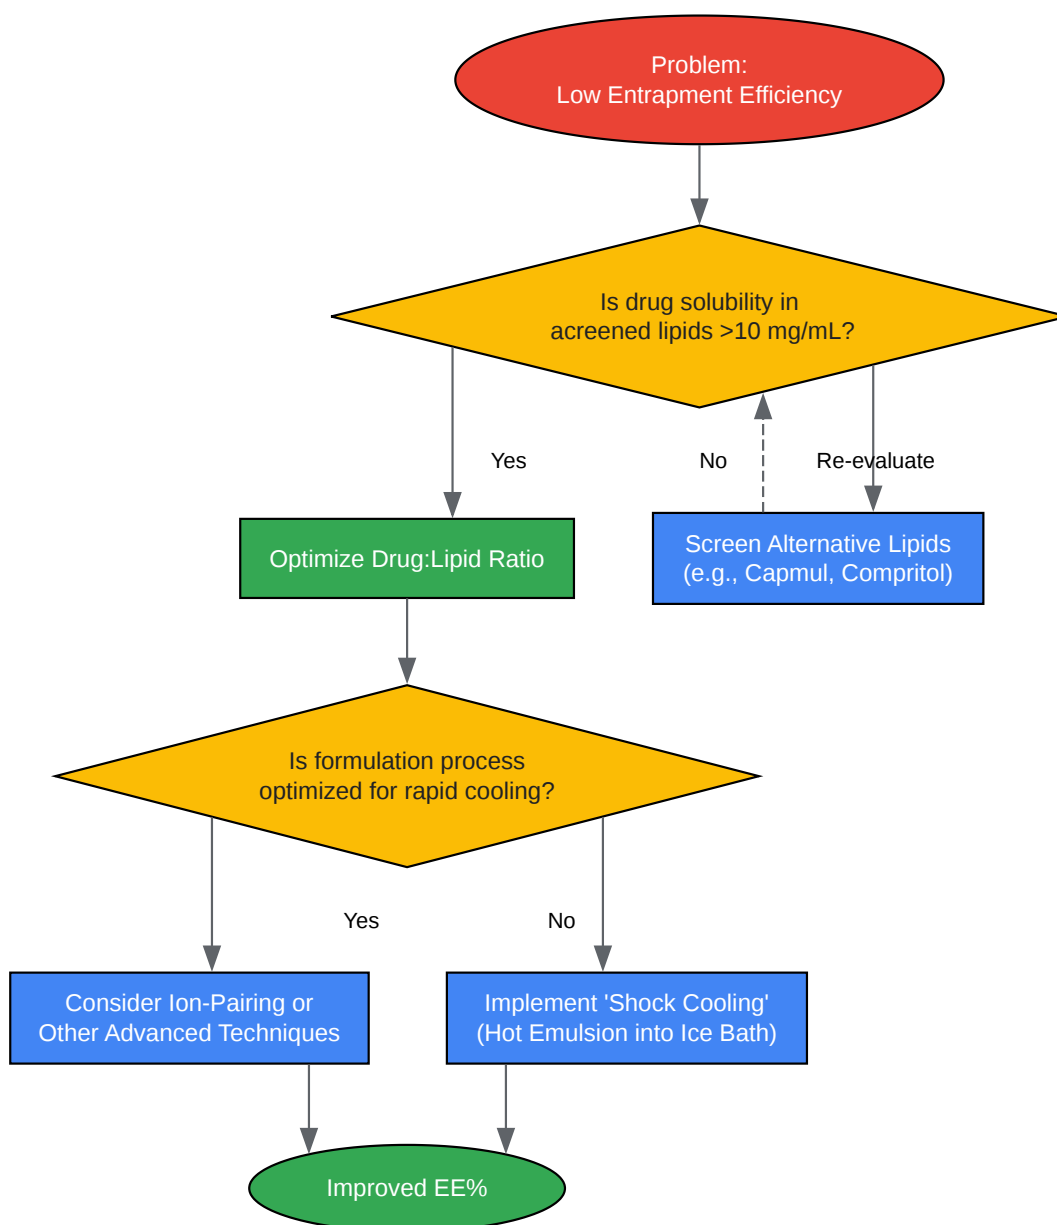 Problem:
Low Entrapment Efficiency
Is drug solubility in
acreened lipids >10 mg/mL?
Yes
No
Re-evaluate
Optimize Drug:Lipid Ratio
Screen Alternative Lipids
(e.g., Capmul, Compritol)
Is formulation process
optimized for rapid cooling?
Yes
No
Consider Ion-Pairing or
Other Advanced Techniques
Implement 'Shock Cooling'
(Hot Emulsion into Ice Bath)
Improved EE%